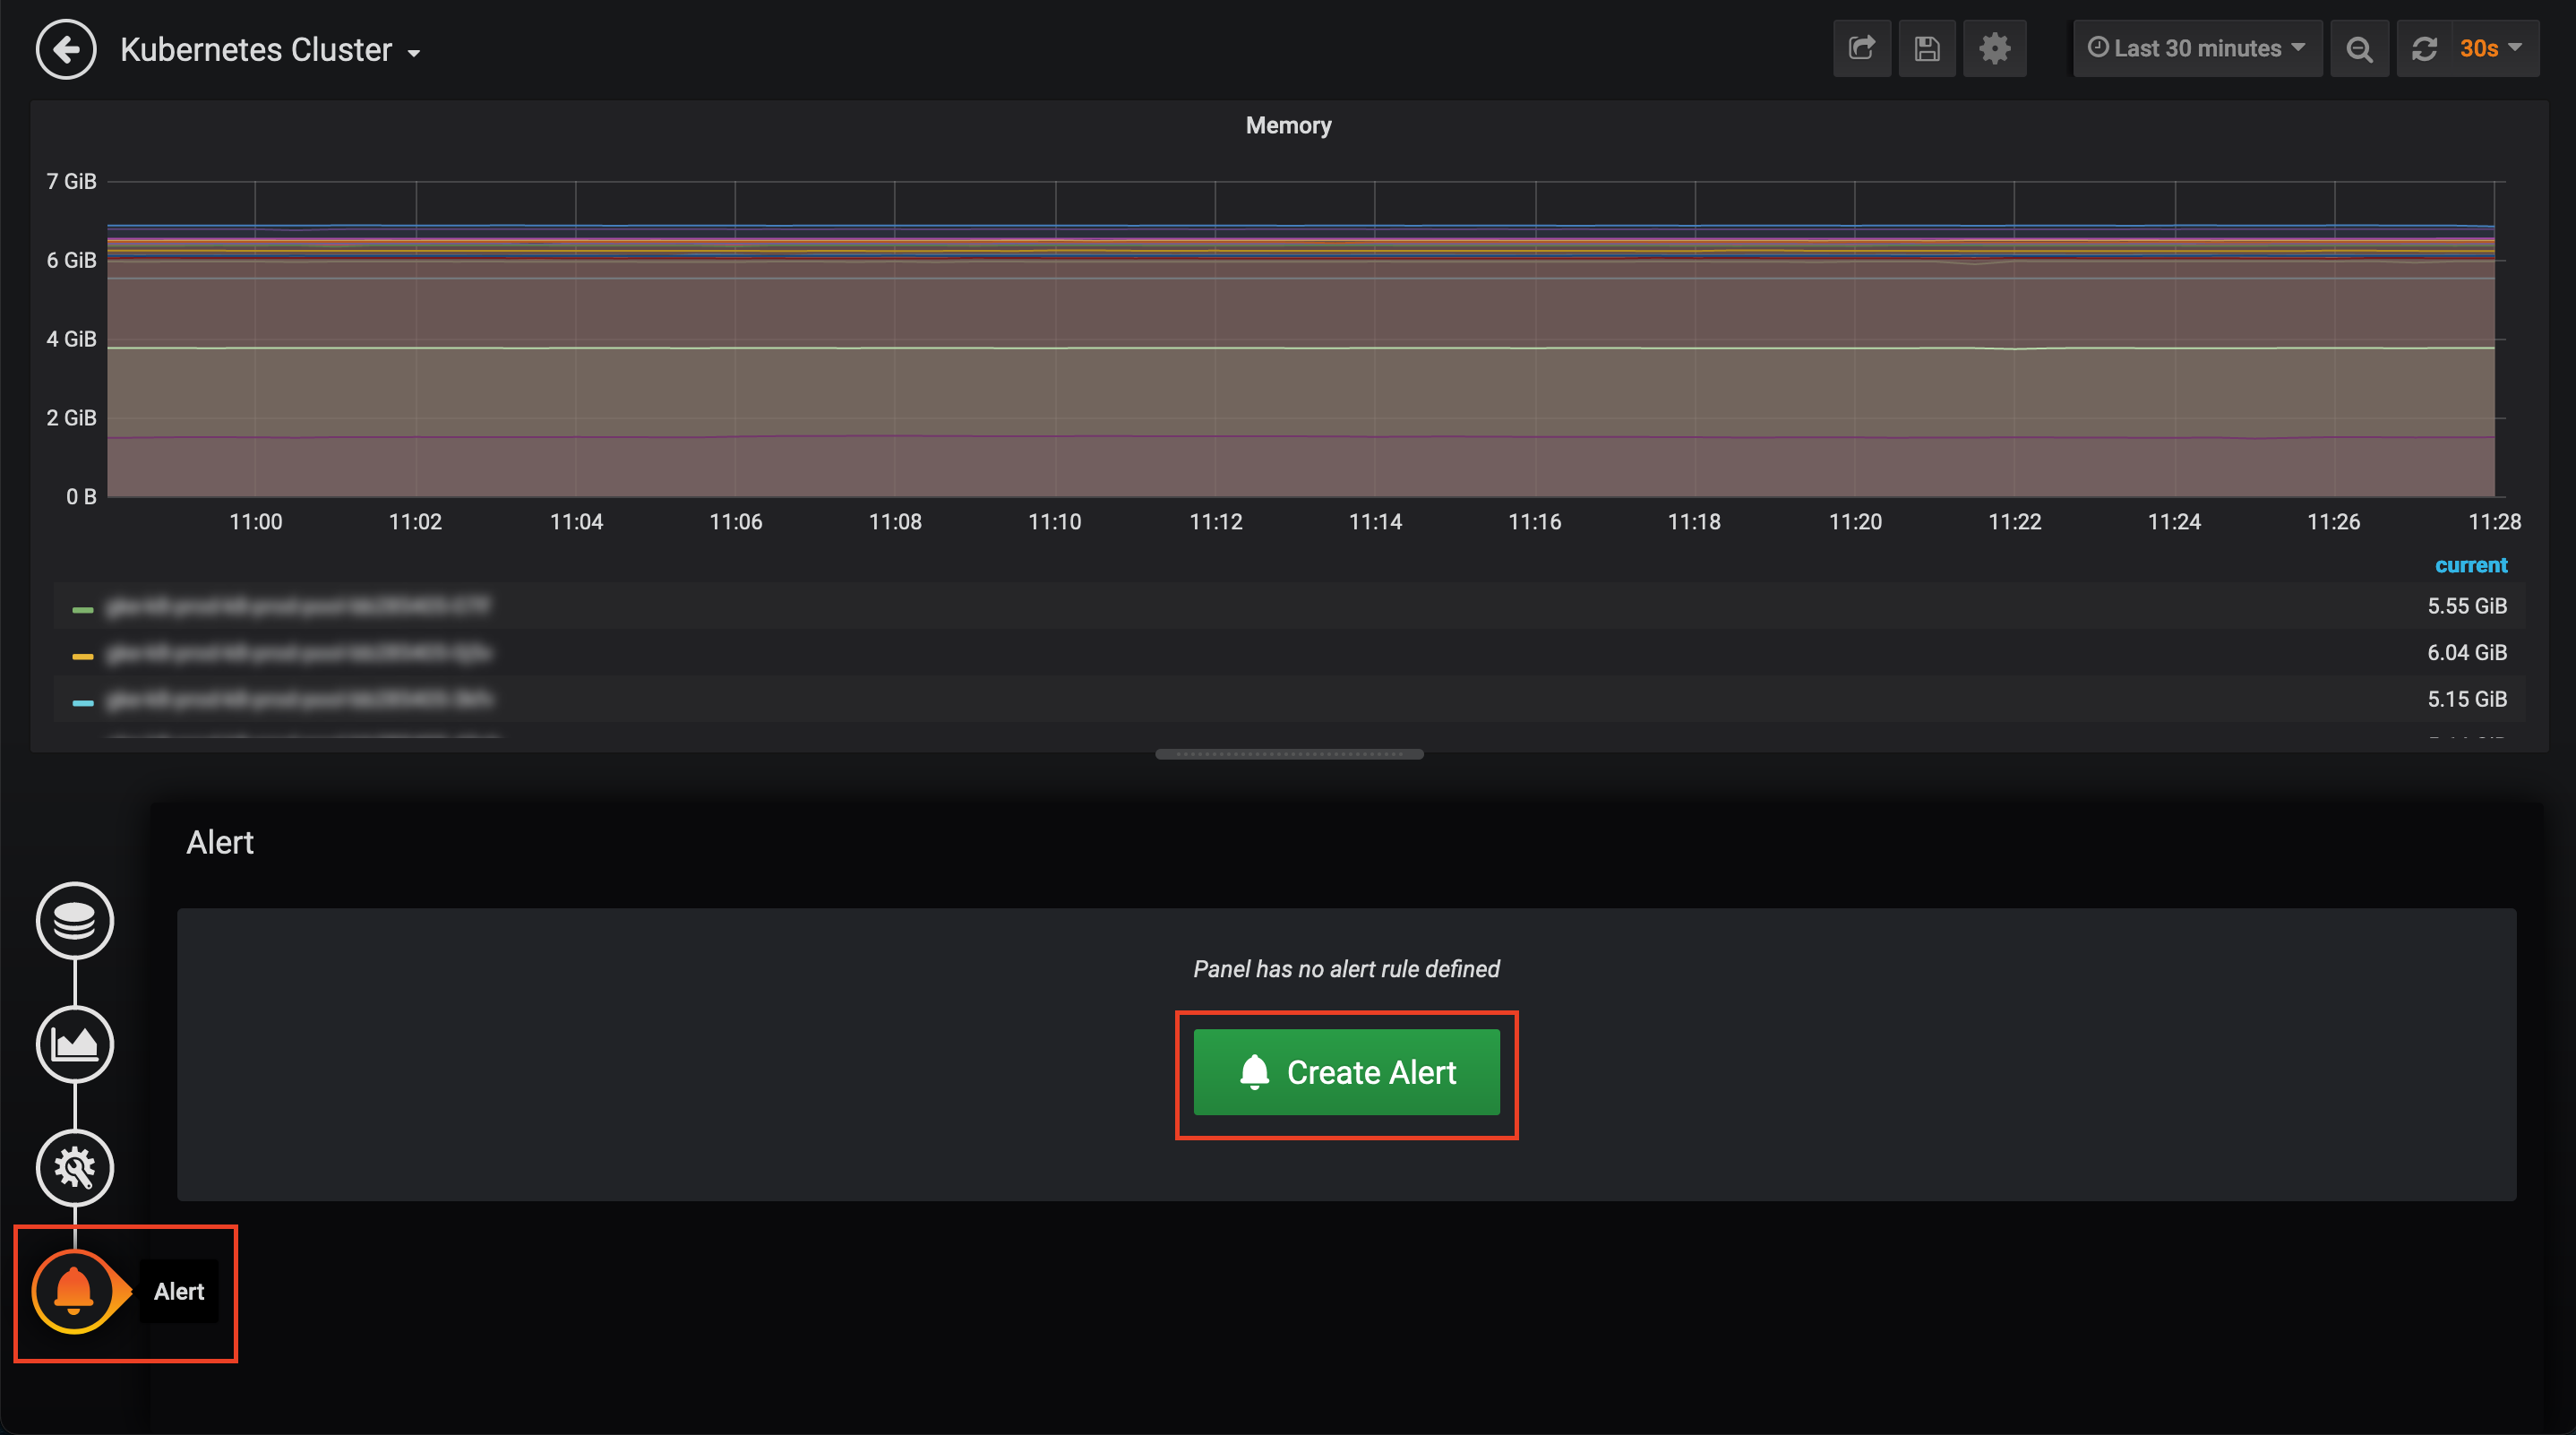 Kubernetes Cluster
Last 30 minutes
30s
Memory
7 GiB
6 GiB
4 GiB
2 GiB
0 B
11:00 11:02 11:04 11:06 11:08 11:10 11:12 11:14 11:16 11:18 11:20 11:22 11:24 11:26 11:28
current
5.55 GiB
6.04 GiB
5.15 GiB
Alert
Panel has no alert rule defined
Create Alert
Alert